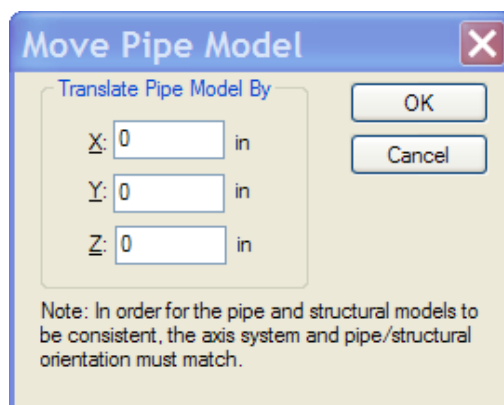 Move Pipe Model
Translate Pipe Model By
X: 0 in
Y: 0 in
Z: 0 in
OK
Cancel
Note: In order for the pipe and structural models to
be consistent, the axis system and pipe/structural
orientation must match.